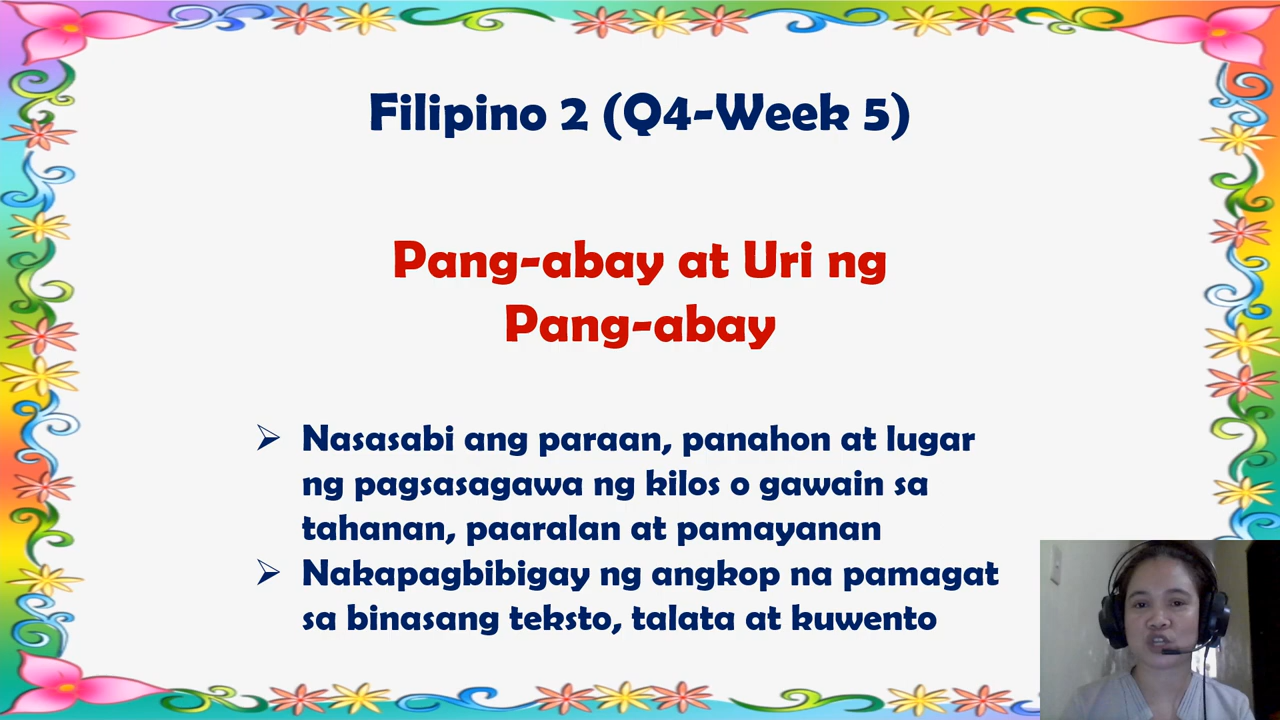 Filipino 2 (Q4-Week 5)
Pang-abay at Uri ng
Pang-abay
➢ Nasasabi ang paraan, panahon at lugar
ng pagsasagawa ng kilos o gawain sa
tahanan, paaralan at pamayanan
➢ Nakapagbibigay ng angkop na pamagat
sa binasang teksto, talata at kuwento